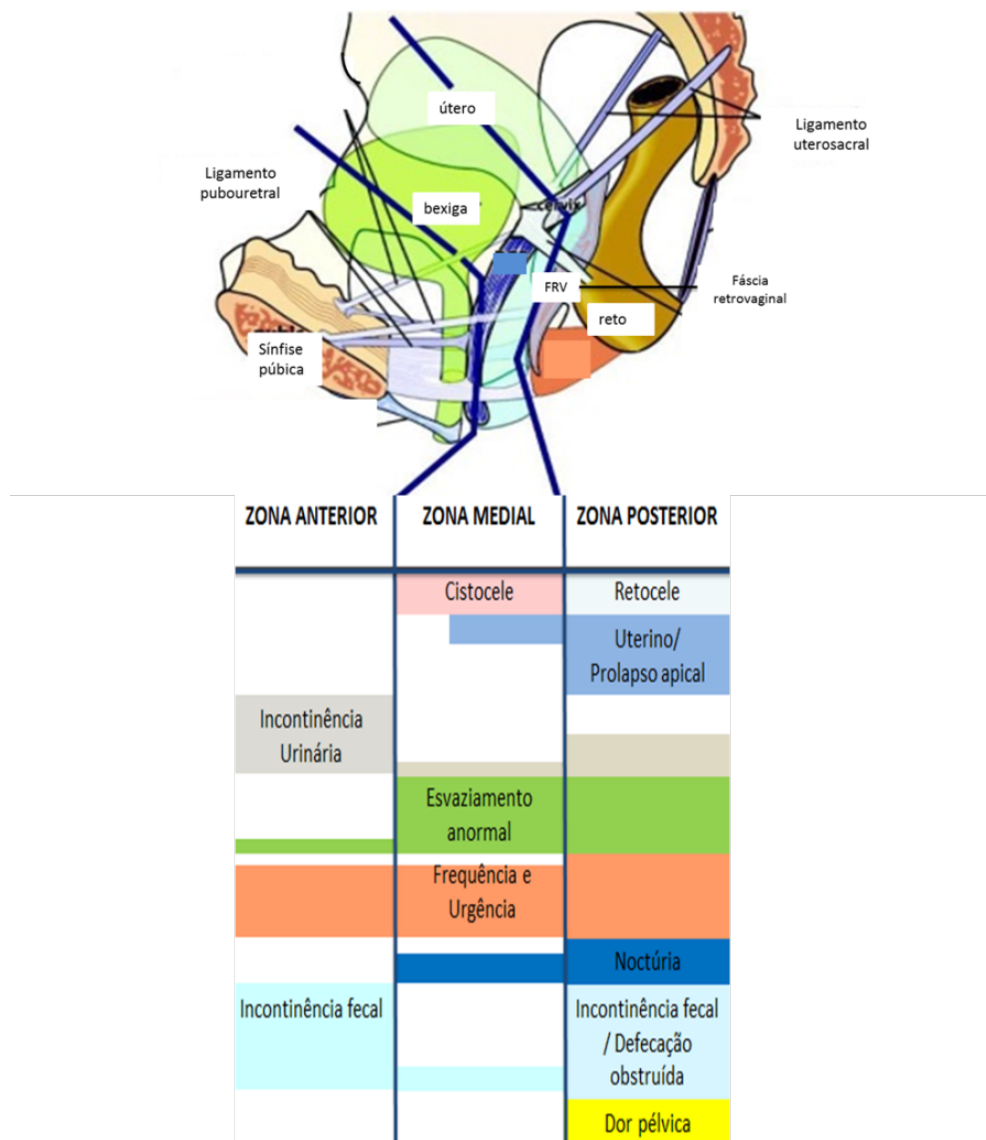 útero
Ligamento
uterosacral
Ligamento
pubouretral
bexiga
cervix
FRV
Fáscia
retrovaginal
reto
Sínfise
púbica
ZONA ANTERIOR
ZONA MEDIAL
ZONA POSTERIOR
Cistocele
Retocele
Uterino/
Prolapso apical
Incontinência
Urinária
Esvaziamento
anormal
Frequência e
Urgência
Noctúria
Incontinência fecal
Incontinência fecal
/ Defecação
obstruída
Dor pélvica